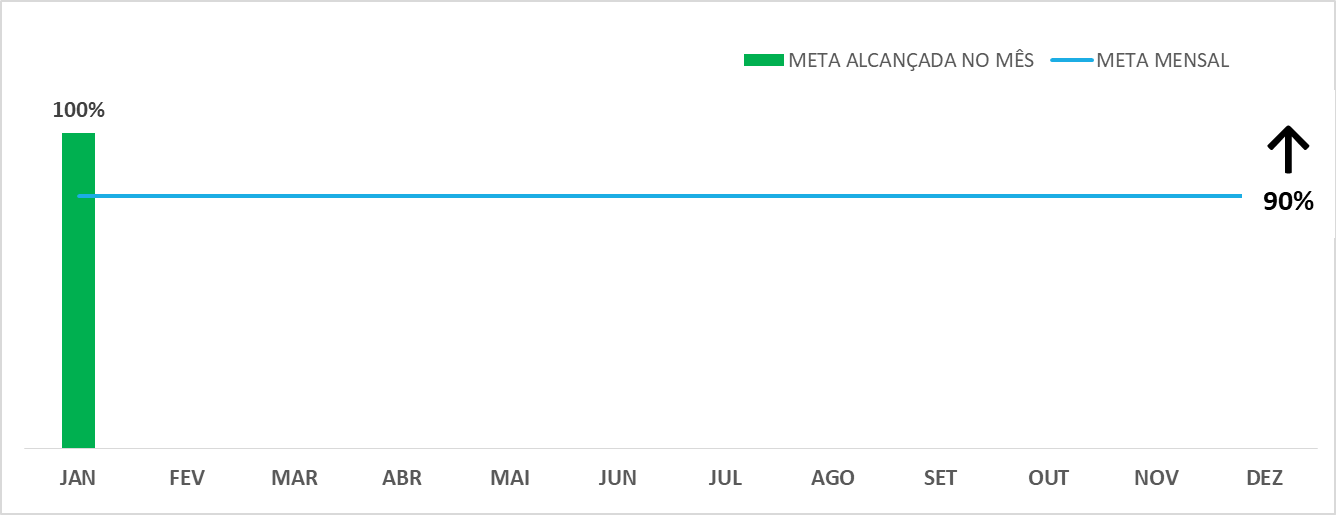 META ALCANÇADA NO MÊS META MENSAL
100%
90%
JAN FEV MAR ABR MAI JUN JUL AGO SET OUT NOV DEZ